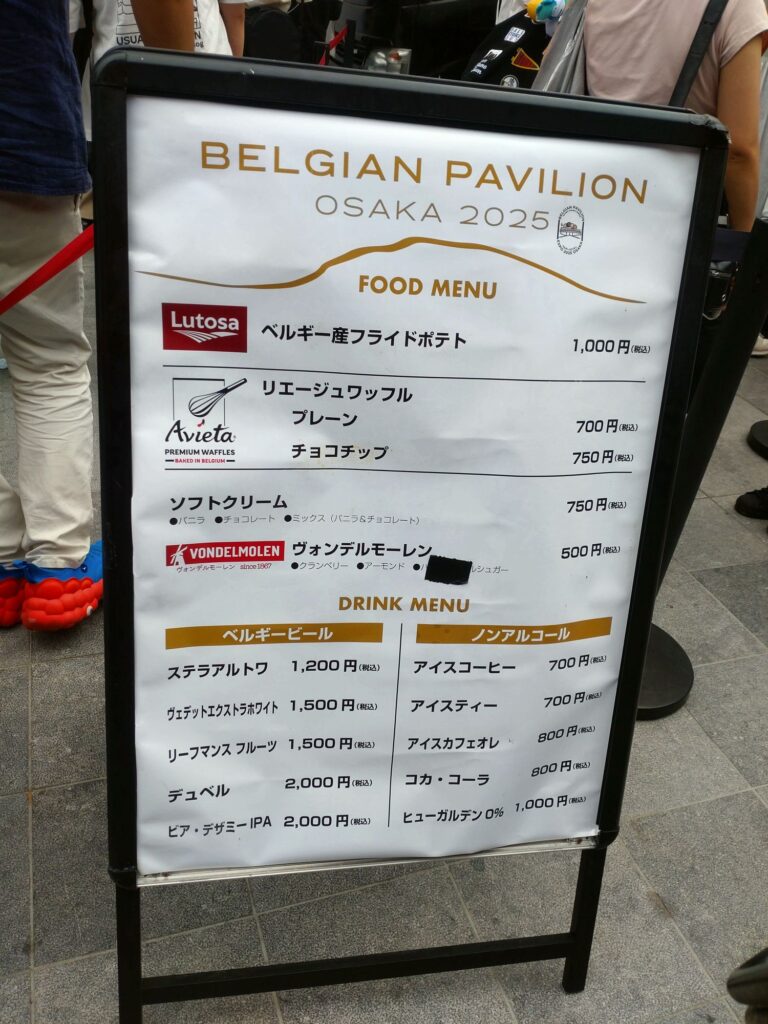 BELGIAN PAVILION
OSAKA 2025
FOOD MENU
Lutosa
ベルギー産フライドポテト 1,000円(税込)
Avieta
PREMIUM WAFFLES
BAKED IN BELGIUM
リエージュワッフル
プレーン 700円(税込)
チョコチップ 750円(税込)
ソフトクリーム 750円(税込)
●バニラ ●チョコレート ●ミックス(バニラ&チョコレート)
VONDELMOLEN
ヴォンデルモーレン since 1867
ヴォンデルモーレン 500円(税込)
●クランベリー ●アーモンド ルシュガー
DRINK MENU
ベルギービール
ステラアルトワ 1,200円(税込)
ヴェデットエクストラホワイト 1,500円(税込)
リーフマンス フルーツ 1,500円(税込)
デュベル 2,000円(税込)
ビア・デザミー IPA 2,000円(税込)
ノンアルコール
アイスコーヒー 700円(税込)
アイスティー 700円(税込)
アイスカフェオレ 800円(税込)
コカ・コーラ 800円(税込)
ヒューガルデン 0% 1,000円(税込)